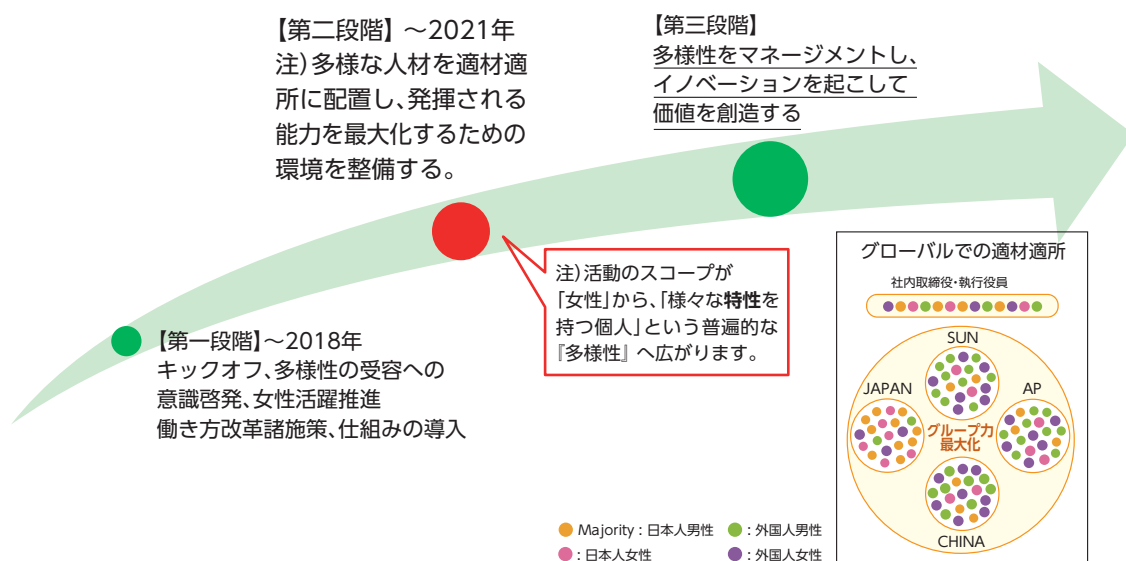 【第二段階】 ～2021年
注)多様な人材を適材適
所に配置し、発揮される
能力を最大化するための
環境を整備する。
【第三段階】
多様性をマネージメントし、
イノベーションを起こして
価値を創造する
注)活動のスコープが
「女性」から、「様々な特性を
持つ個人」という普遍的な
『多様性』へ広がります。
【第一段階】～2018年
キックオフ、多様性の受容への
意識啓発、女性活躍推進
働き方改革諸施策、仕組みの導入
グローバルでの適材適所
社内取締役・執行役員
SUN
JAPAN
AP
グループ力
最大化
CHINA
Majority : 日本人男性
: 外国人男性
: 日本人女性
: 外国人女性